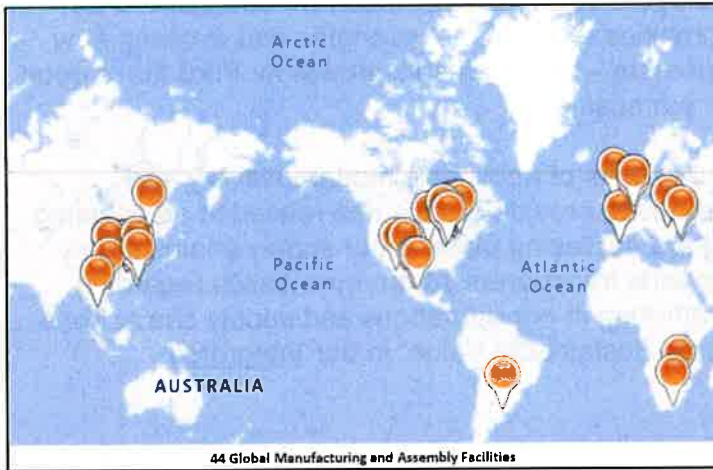 Arctic
Ocean
Pacific
Ocean
Atlantic
Ocean
AUSTRALIA
44 Global Manufacturing and Assembly Facilities